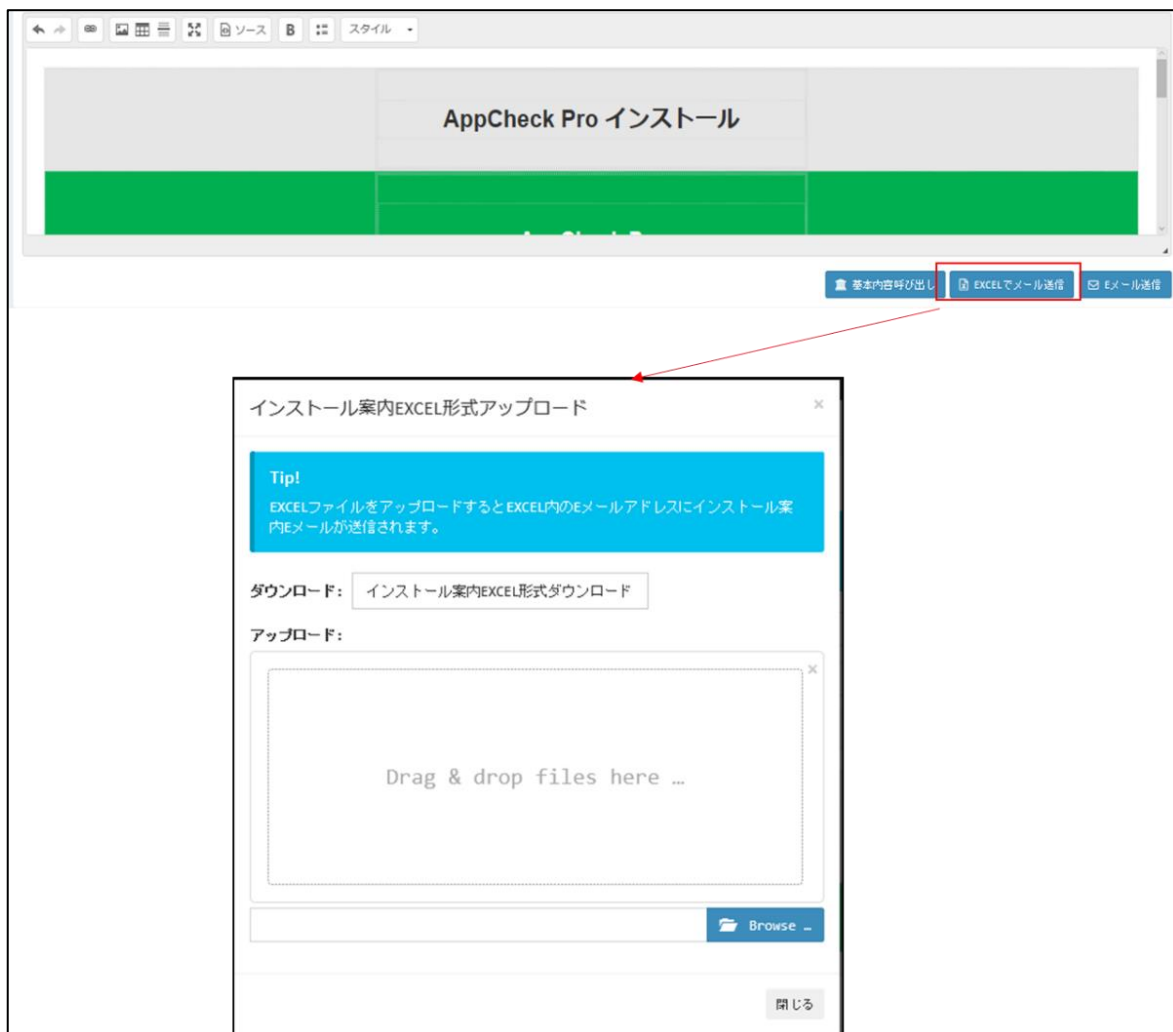 ソース B スタイル
AppCheck Pro インストール
基本内容呼び出し EXCELでメール送信 Eメール送信
インストール案内EXCEL形式アップロード ×
Tip!
EXCELファイルをアップロードするとEXCEL内のEメールアドレスにインストール案
内Eメールが送信されます。
ダウンロード: インストール案内EXCEL形式ダウンロード
アップロード:
×
Drag & drop files here …
Browse …
閉じる